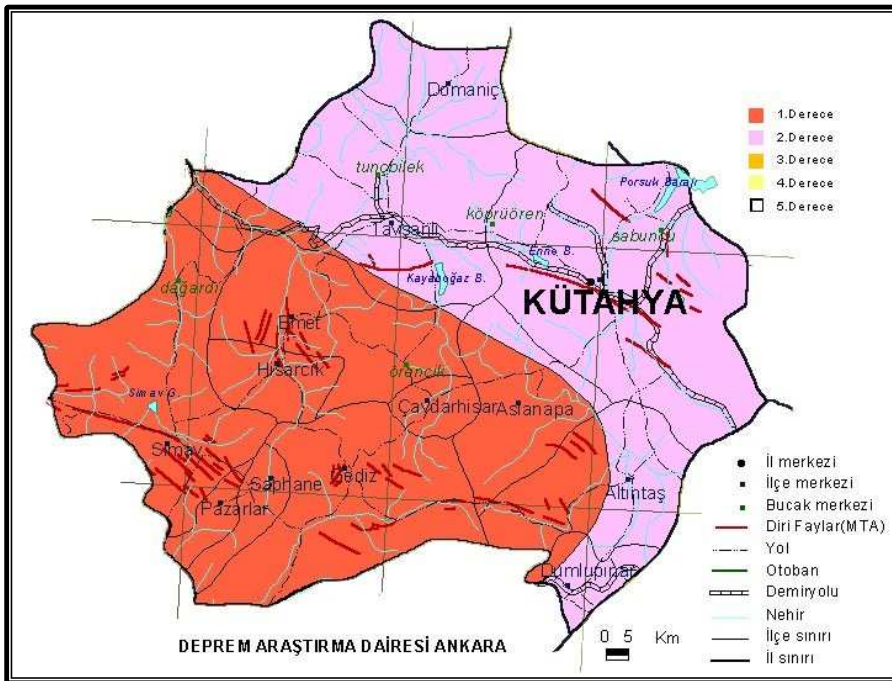 Domaniç
1.Derece
2.Derece
3.Derece
4.Derece
5.Derece
tunçbilek
Porsuk Barajı
köprüören
sabuncu
Tavşanlı
Enne B.
Kayaboğaz B.
KÜTAHYA
dağardı
Emet
Hisarcık
örencik
Simav G.
Çavdarhisar
Aslanapa
Simav
Gediz
Şaphane
Pazarlar
Altıntaş
Dumlupınar
İl merkezi
İlçe merkezi
Bucak merkezi
Diri Faylar(MTA)
Yol
Otoban
Demiryolu
Nehir
İlçe sınırı
İl sınırı
0 5 Km
DEPREM ARAŞTIRMA DAİRESİ ANKARA